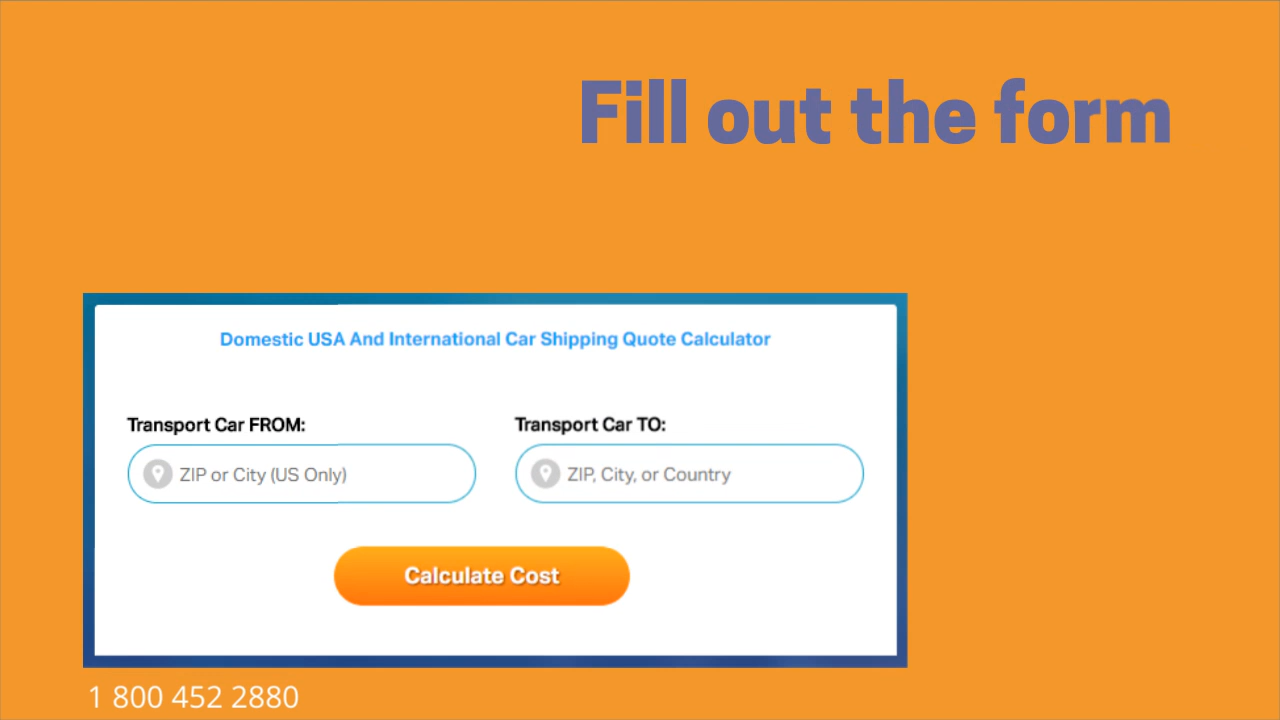 Fill out the form
Domestic USA And International Car Shipping Quote Calculator
Transport Car FROM:
Transport Car TO:
ZIP or City (US Only)
ZIP, City, or Country
Calculate Cost
1 800 452 2880